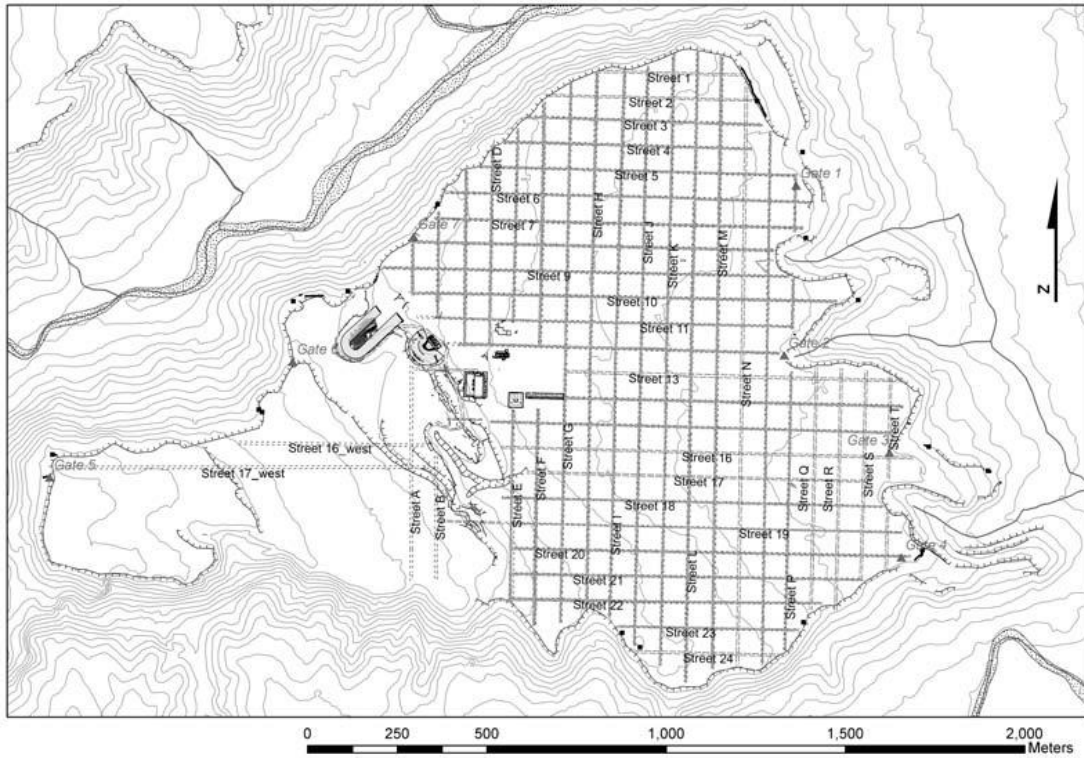 Street 1
Street 2
Street 3
Street 4
Street D
Street 5
Gate 1
Street 6
Street H
Street 7
Gate 7
Street J
Street K
Street M
Street 9
N
Street 10
Street 11
Gate 6
Gate 2
Street 13
Street N
Street T
Gate 3
Street G
Street 16_west
Street 16
Gate 5
Street 17_west
Street 17
Street F
Street Q
Street R
Street S
Street A
Street B
Street E
Street 18
Street I
Street 19
Gate 4
Street 20
Street L
Street 21
Street P
Street 22
Street 23
Street 24
0 250 500 1,000 1,500 2,000
Meters